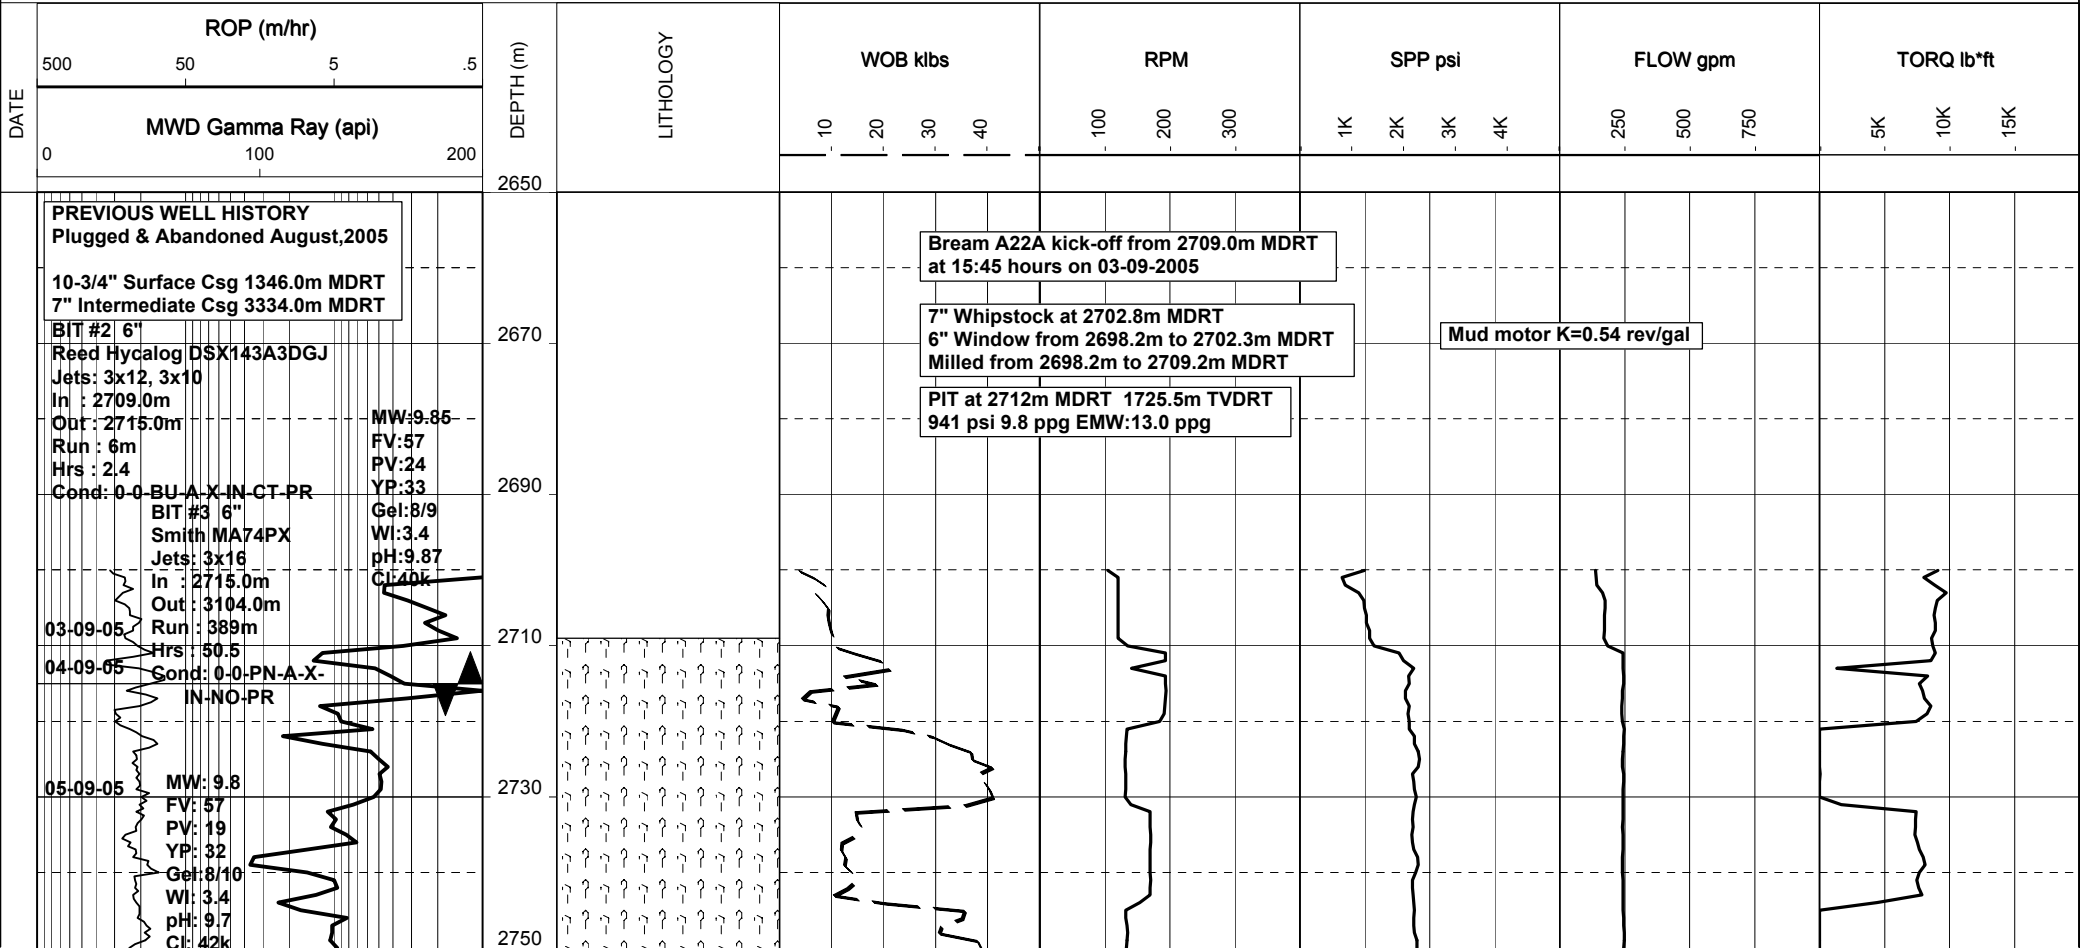 DATE
ROP (m/hr)
500 50 5 .5
MWD Gamma Ray (api)
0 100 200
DEPTH (m)
LITHOLOGY
WOB klbs
10 20 30 40
RPM
100 200 300
SPP psi
1K 2K 3K 4K
FLOW gpm
250 500 750
TORQ lb*ft
5K 10K 15K
2650
PREVIOUS WELL HISTORY
Plugged & Abandoned August,2005
10-3/4" Surface Csg 1346.0m MDRT
7" Intermediate Csg 3334.0m MDRT
BIT #2 6"
Reed Hycalog DSX143A3DGJ
Jets: 3x12, 3x10
In : 2709.0m
Out : 2715.0m
Run : 6m
Hrs : 2.4
Cond: 0-0-BU-A-X-IN-CT-PR
MW:9.85
FV:57
PV:24
YP:33
Gel:8/9
Wl:3.4
pH:9.87
Cl:40k
BIT #3 6"
Smith MA74PX
Jets: 3x16
In : 2715.0m
Out : 3104.0m
Run : 389m
Hrs : 50.5
Cond: 0-0-PN-A-X-
IN-NO-PR
03-09-05
04-09-05
05-09-05
MW: 9.8
FV: 57
PV: 19
YP: 32
Gel:8/10
Wl: 3.4
pH: 9.7
Cl: 42k
2670
2690
2710
2730
2750
Bream A22A kick-off from 2709.0m MDRT
at 15:45 hours on 03-09-2005
7" Whipstock at 2702.8m MDRT
6" Window from 2698.2m to 2702.3m MDRT
Milled from 2698.2m to 2709.2m MDRT
PIT at 2712m MDRT 1725.5m TVDRT
941 psi 9.8 ppg EMW:13.0 ppg
Mud motor K=0.54 rev/gal